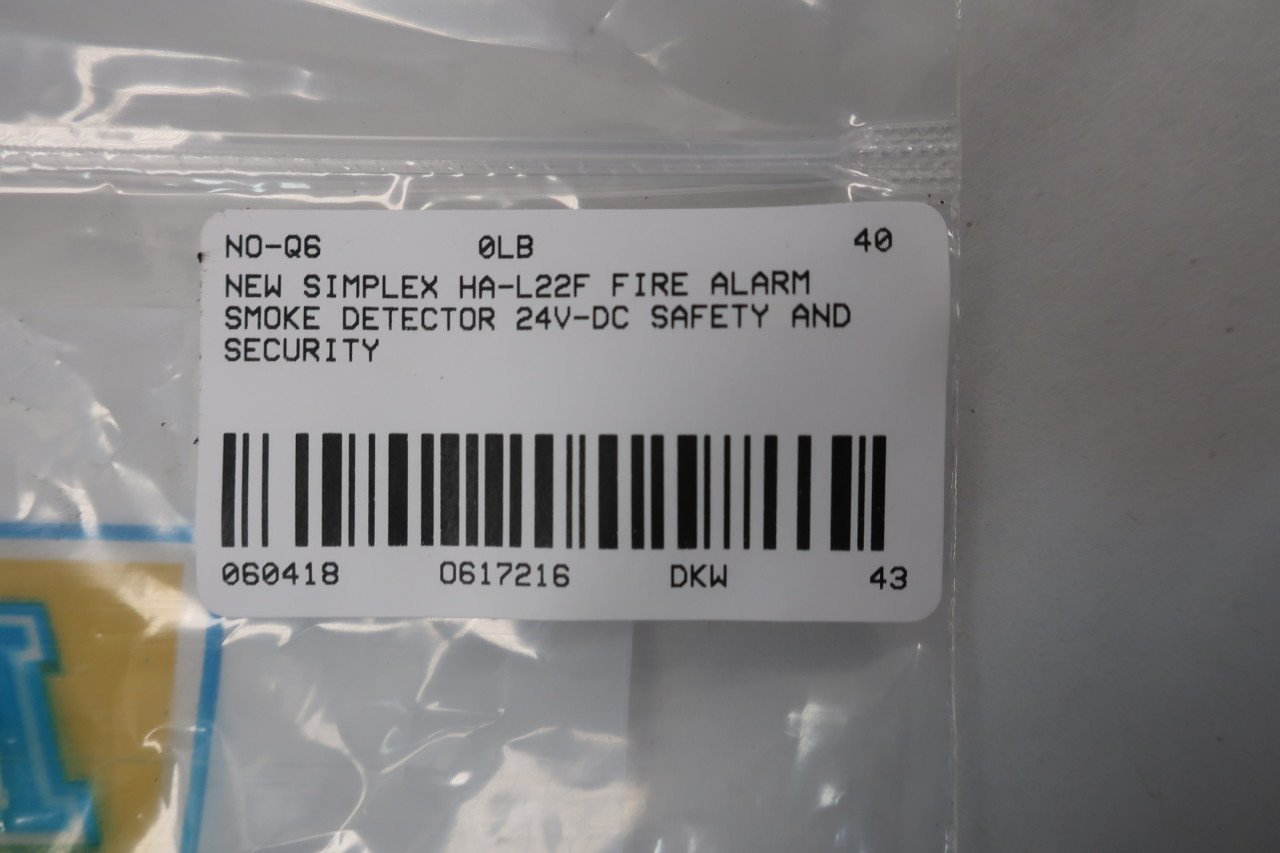 NO-Q6 0LB 40
NEW SIMPLEX HA-L22F FIRE ALARM
SMOKE DETECTOR 24V-DC SAFETY AND
SECURITY
060418 0617216 DKW 43